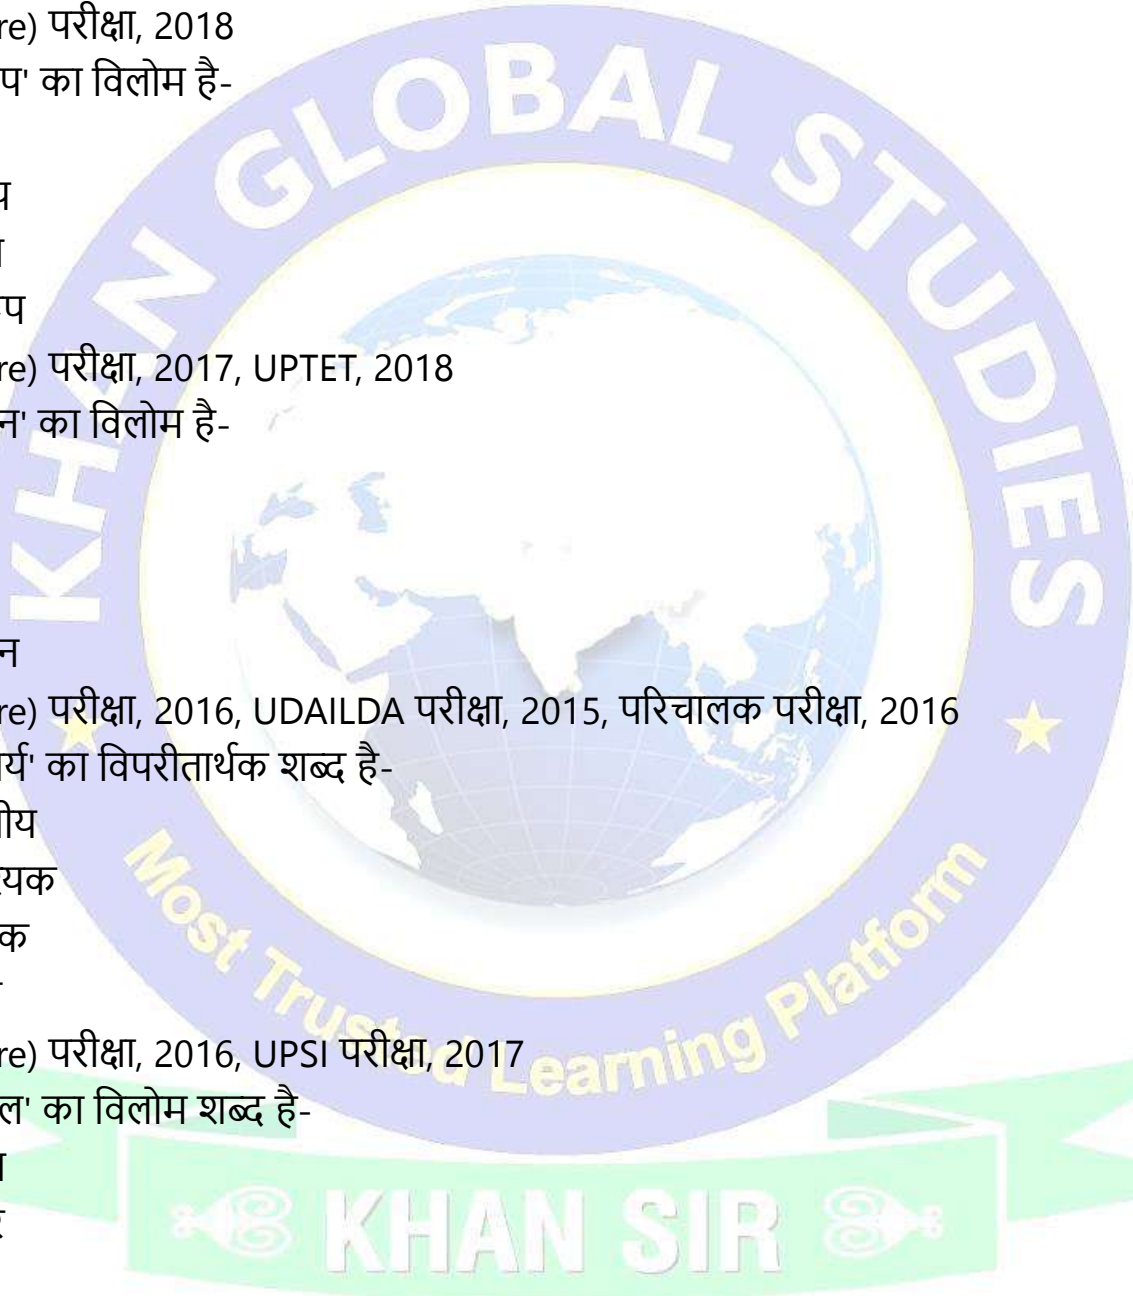 re) परीक्षा, 2018
प' का विलोम है-
य
प
re) परीक्षा, 2017, UPTET, 2018
न' का विलोम है-
न
re) परीक्षा, 2016, UDAILDA परीक्षा, 2015, परिचालक परीक्षा, 2016
र्य' का विपरीतार्थक शब्द है-
ीय
यक
क
re) परीक्षा, 2016, UPSI परीक्षा, 2017
ल' का विलोम शब्द है-
र
KHAN GLOBAL STUDIES
Most Trusted Learning Platform
KHAN SIR